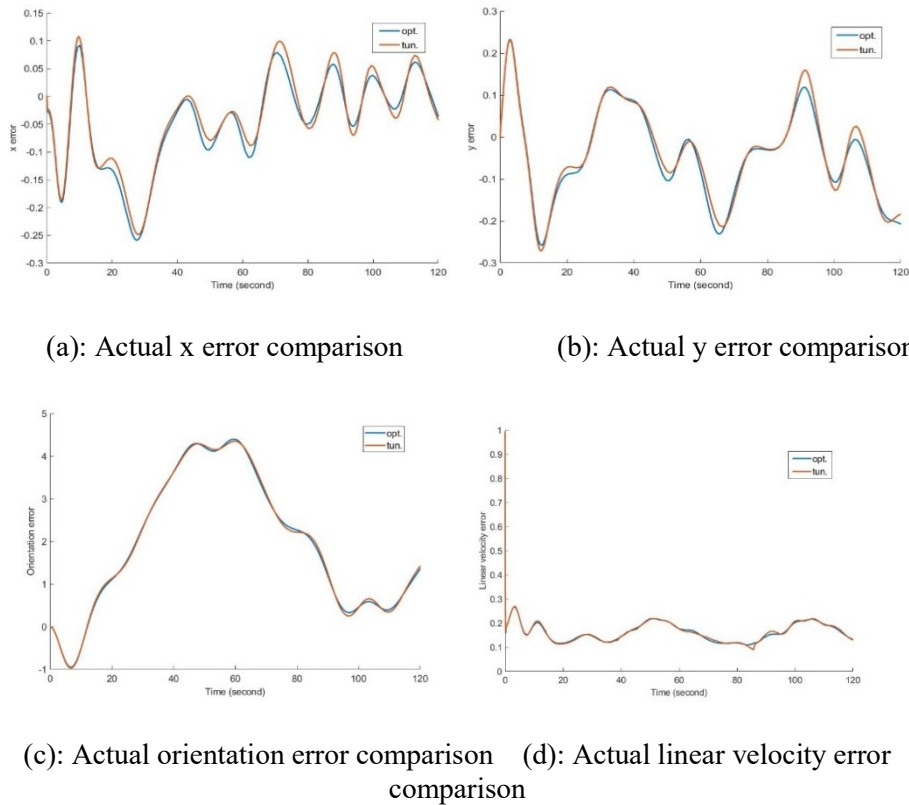 0.15
0.1
0.05
0
-0.05
-0.1
-0.15
-0.2
-0.25
-0.3
x error
0 20 40 60 80 100 120
Time (second)
opt.
tun.
0.3
0.2
0.1
0
-0.1
-0.2
-0.3
y error
0 20 40 60 80 100 120
Time (second)
opt.
tun.
(a): Actual x error comparison (b): Actual y error comparison
5
4
3
2
1
0
-1
Orientation error
0 20 40 60 80 100 120
Time (second)
opt.
tun.
1
0.9
0.8
0.7
0.6
0.5
0.4
0.3
0.2
0.1
0
Linear velocity error
0 20 40 60 80 100 120
Time (second)
opt.
tun.
(c): Actual orientation error comparison (d): Actual linear velocity error
comparison